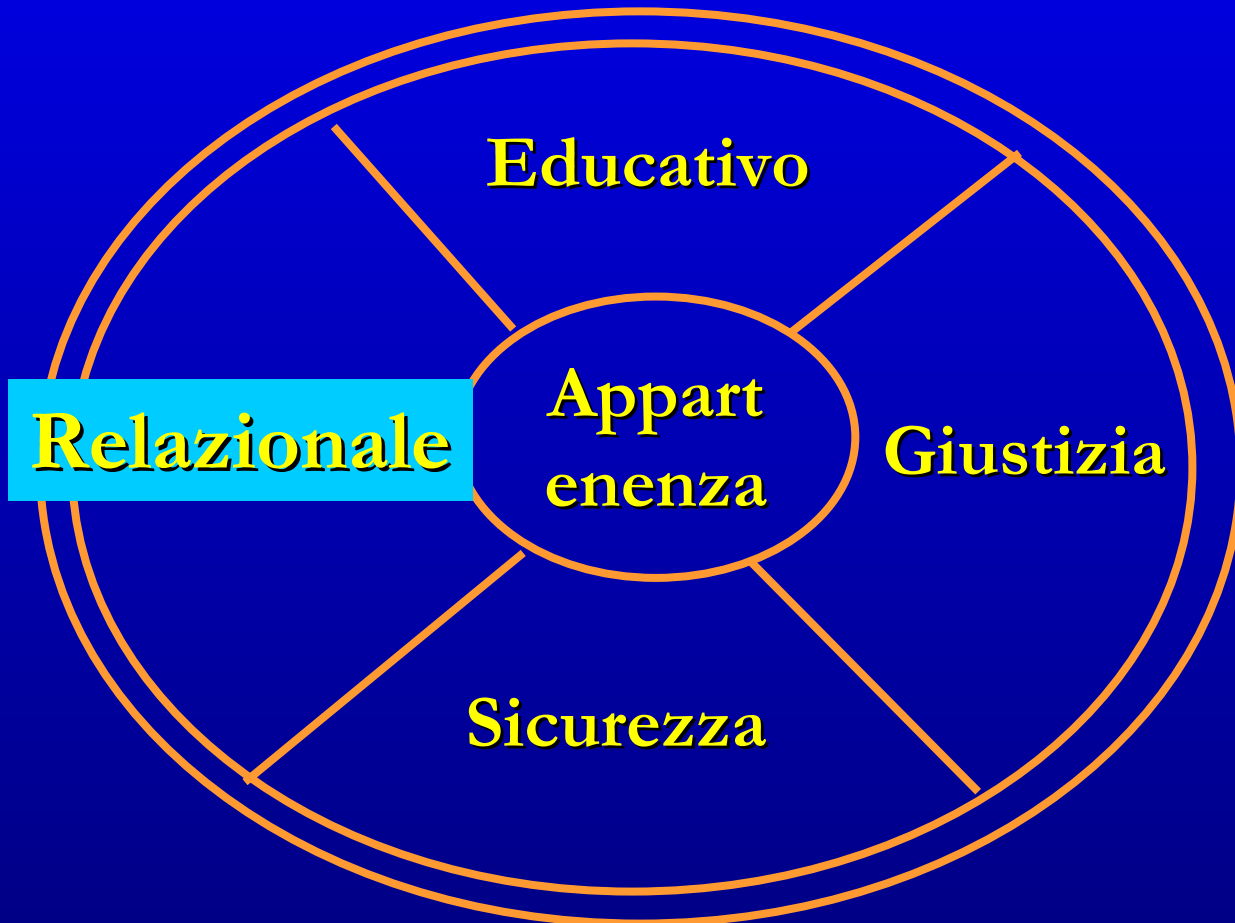 Educativo
Relazionale
Appart
enenza
Giustizia
Sicurezza